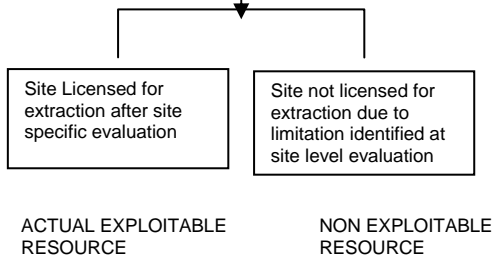 Site Licensed for
extraction after site
specific evaluation
Site not licensed for
extraction due to
limitation identified at
site level evaluation
ACTUAL EXPLOITABLE
RESOURCE
NON EXPLOITABLE
RESOURCE